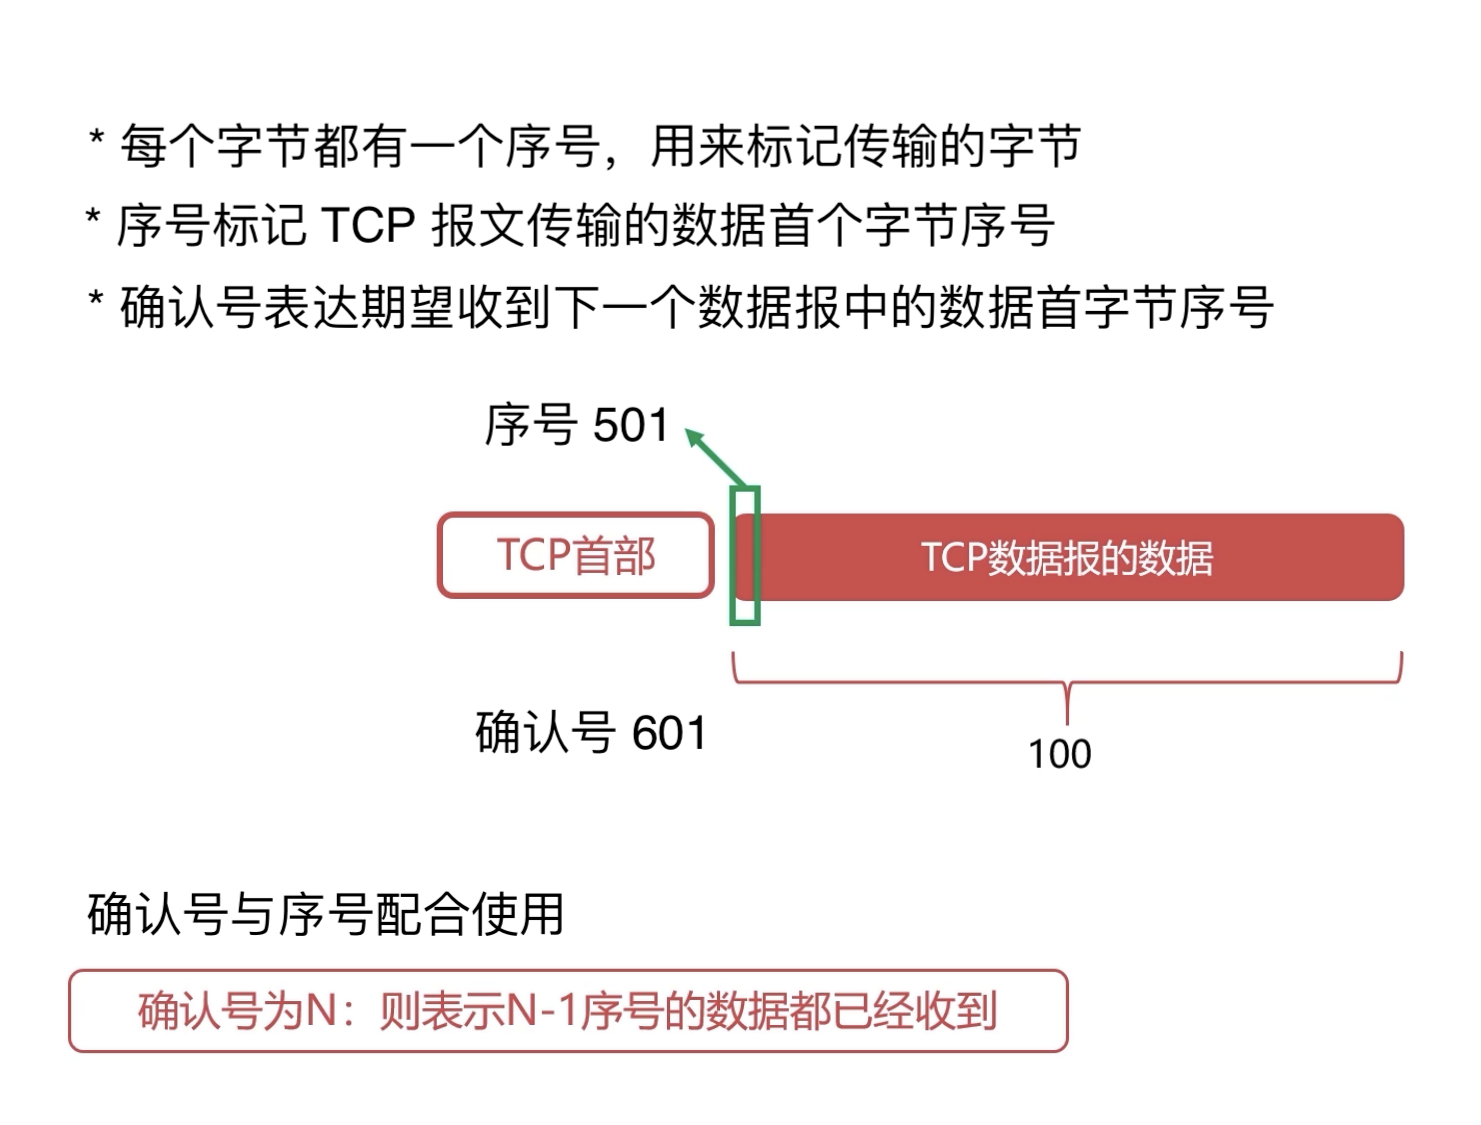 * 每个字节都有一个序号，用来标记传输的字节
* 序号标记 TCP 报文传输的数据首个字节序号
* 确认号表达期望收到下一个数据报中的数据首字节序号
序号 501
TCP首部
TCP数据报的数据
确认号 601
100
确认号与序号配合使用
确认号为N：则表示N-1序号的数据都已经收到